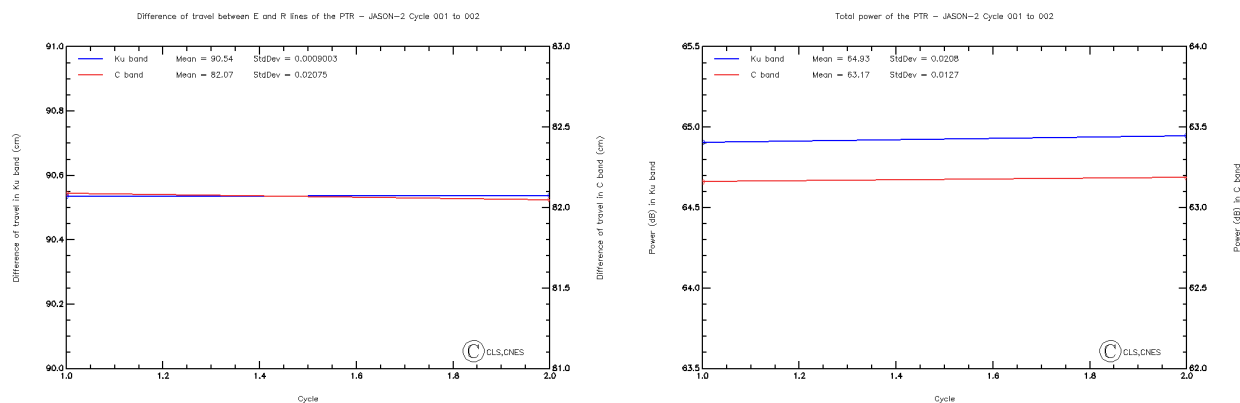 Difference of travel between E and R lines of the PTR - JASON-2 Cycle 001 to 002
91.0
90.8
90.6
90.4
90.2
90.0
83.0
82.5
82.0
81.5
81.0
Ku band Mean = 90.54 StdDev = 0.0009003
C band Mean = 82.07 StdDev = 0.02075
Difference of travel in Ku band (cm)
Difference of travel in C band (cm)
© CLS,CNES
1.0 1.2 1.4 1.6 1.8 2.0
Cycle
Total power of the PTR - JASON-2 Cycle 001 to 002
65.5
65.0
64.5
64.0
63.5
64.0
63.5
63.0
62.5
62.0
Ku band Mean = 64.93 StdDev = 0.0208
C band Mean = 63.17 StdDev = 0.0127
Power (dB) in Ku band
Power (dB) in C band
© CLS,CNES
1.0 1.2 1.4 1.6 1.8 2.0
Cycle